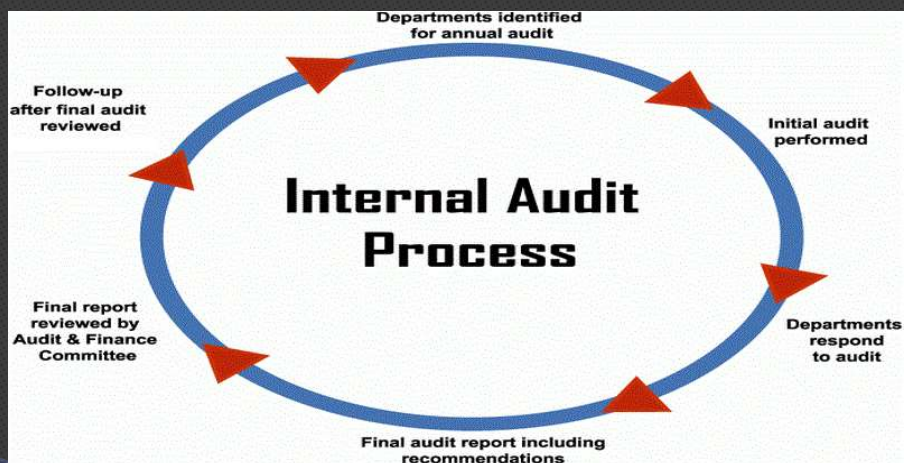 Departments identified
for annual audit
Initial audit
performed
Departments
respond
to audit
Final audit report including
recommendations
Final report
reviewed by
Audit & Finance
Committee
Follow-up
after final audit
reviewed
Internal Audit
Process